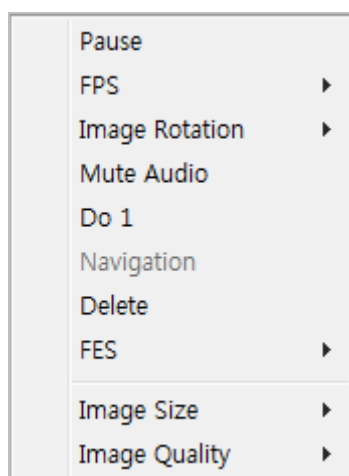 Pause
FPS
Image Rotation
Mute Audio
Do 1
Navigation
Delete
FES
Image Size
Image Quality